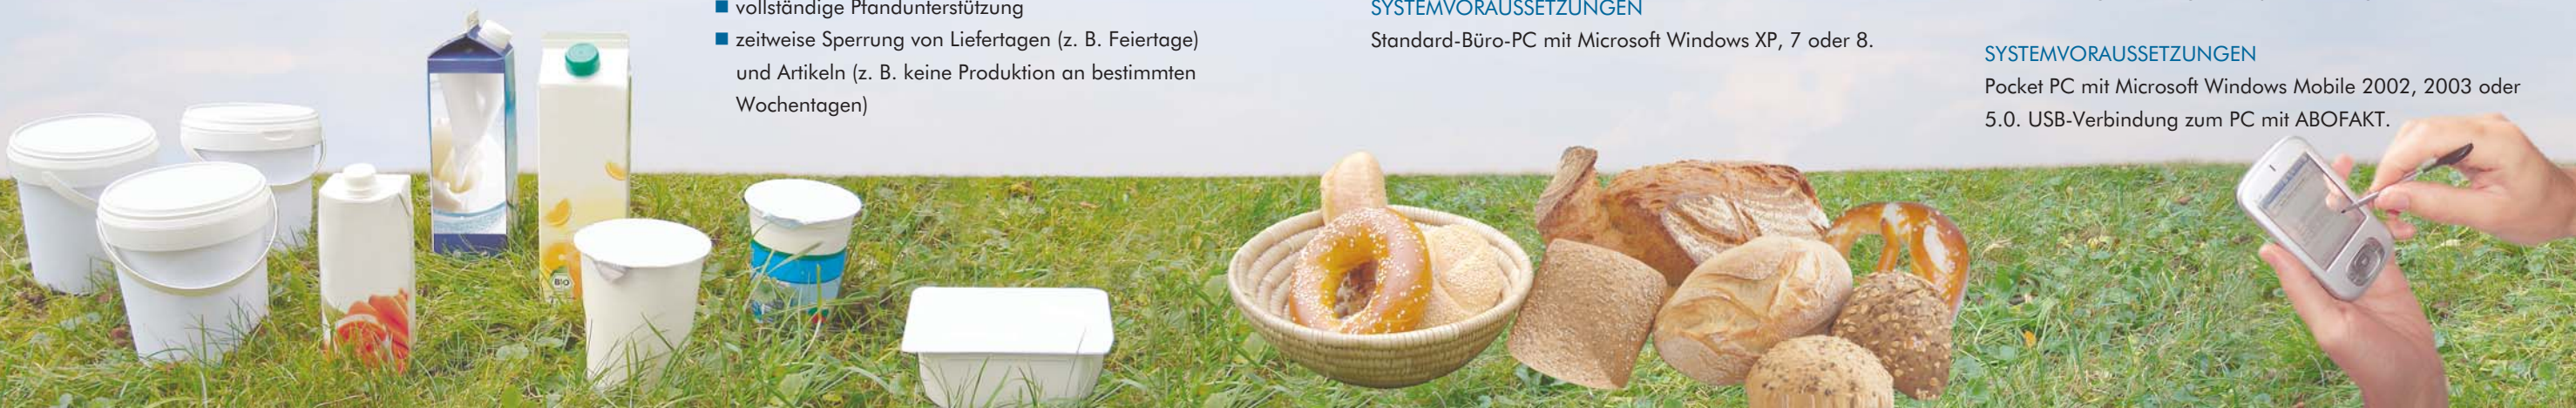 vollständige Pfandunterstützung
zeitweise Sperrung von Liefertagen (z. B. Feiertage)
und Artikeln (z. B. keine Produktion an bestimmten
Wochentagen)
SYSTEMVORAUSSETZUNGEN
Standard-Büro-PC mit Microsoft Windows XP, 7 oder 8.
SYSTEMVORAUSSETZUNGEN
Pocket PC mit Microsoft Windows Mobile 2002, 2003 oder
5.0. USB-Verbindung zum PC mit ABOFAKT.
BIO